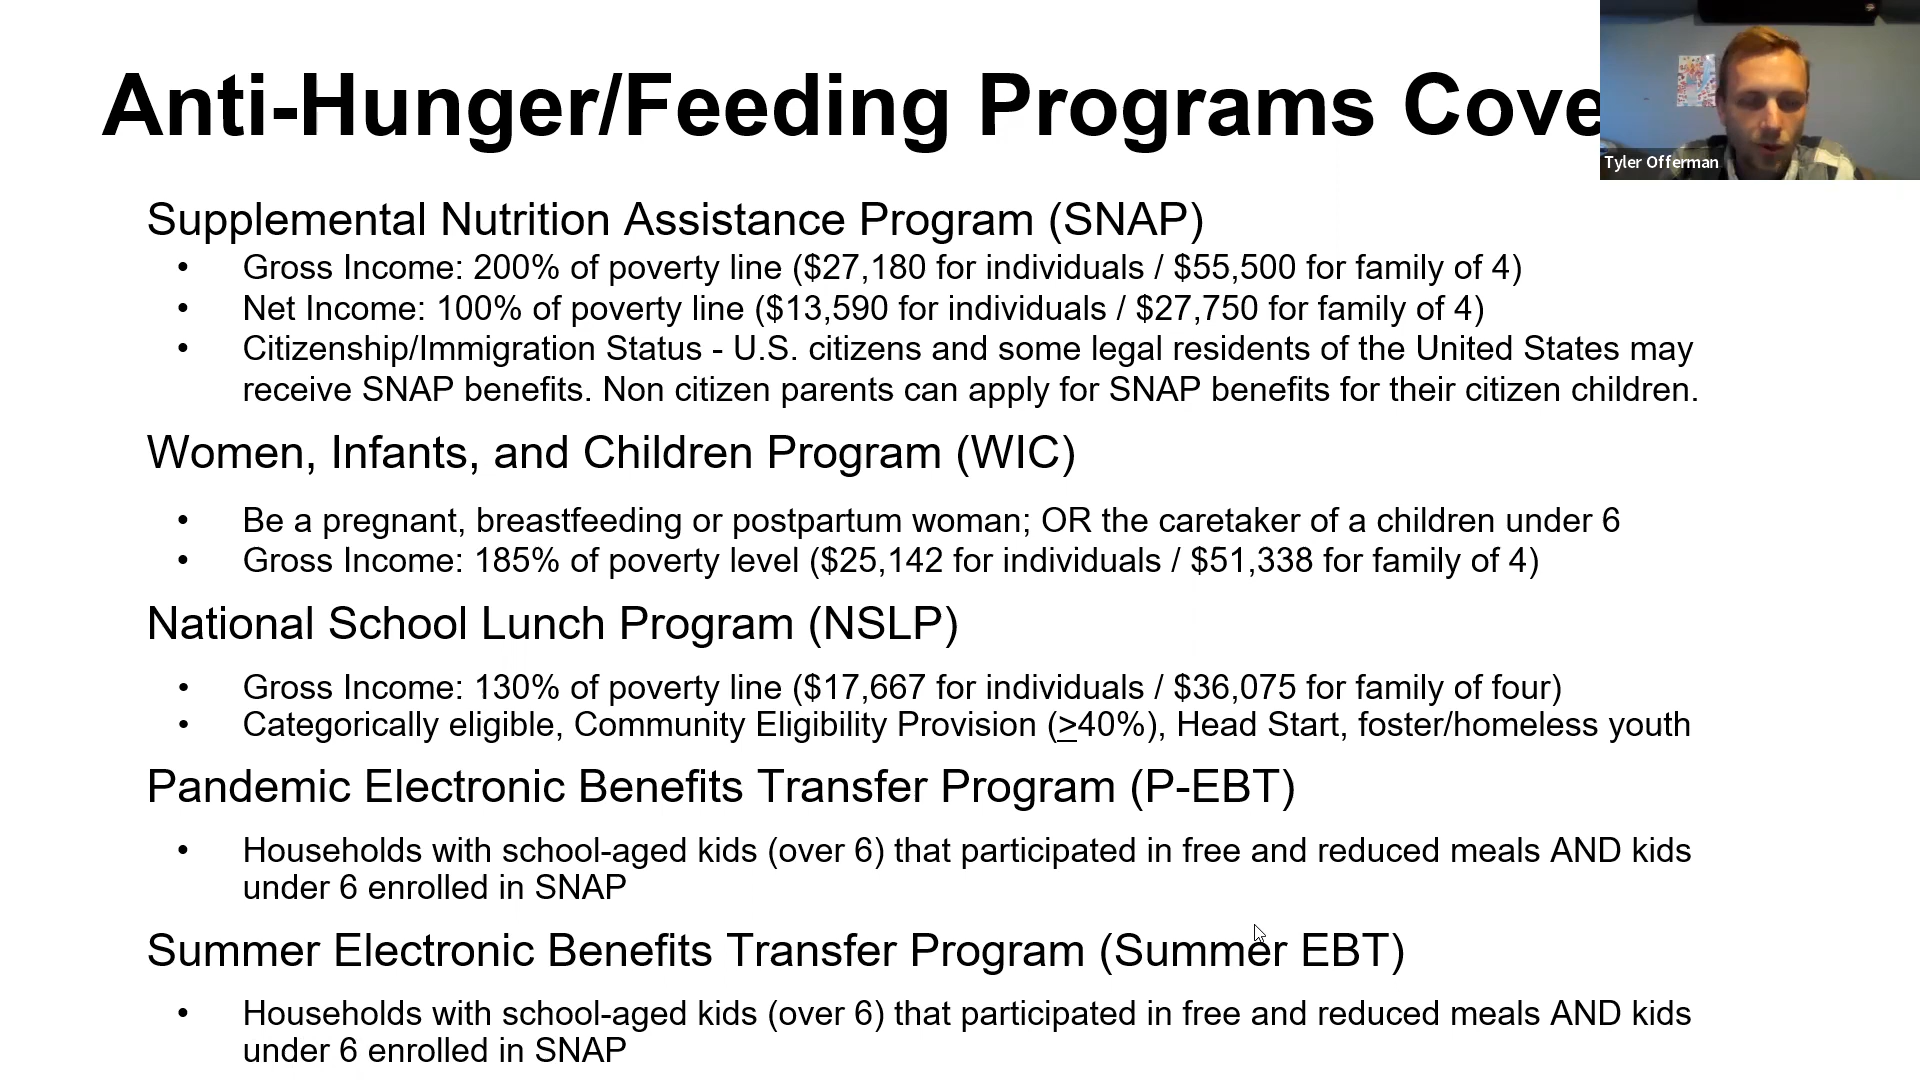 Anti-Hunger/Feeding Programs Cove
Tyler Offerman
Supplemental Nutrition Assistance Program (SNAP)
• Gross Income: 200% of poverty line ($27,180 for individuals / $55,500 for family of 4)
• Net Income: 100% of poverty line ($13,590 for individuals / $27,750 for family of 4)
• Citizenship/Immigration Status - U.S. citizens and some legal residents of the United States may
receive SNAP benefits. Non citizen parents can apply for SNAP benefits for their citizen children.
Women, Infants, and Children Program (WIC)
• Be a pregnant, breastfeeding or postpartum woman; OR the caretaker of a children under 6
• Gross Income: 185% of poverty level ($25,142 for individuals / $51,338 for family of 4)
National School Lunch Program (NSLP)
• Gross Income: 130% of poverty line ($17,667 for individuals / $36,075 for family of four)
• Categorically eligible, Community Eligibility Provision (>40%), Head Start, foster/homeless youth
Pandemic Electronic Benefits Transfer Program (P-EBT)
• Households with school-aged kids (over 6) that participated in free and reduced meals AND kids
under 6 enrolled in SNAP
Summer Electronic Benefits Transfer Program (Summer EBT)
• Households with school-aged kids (over 6) that participated in free and reduced meals AND kids
under 6 enrolled in SNAP